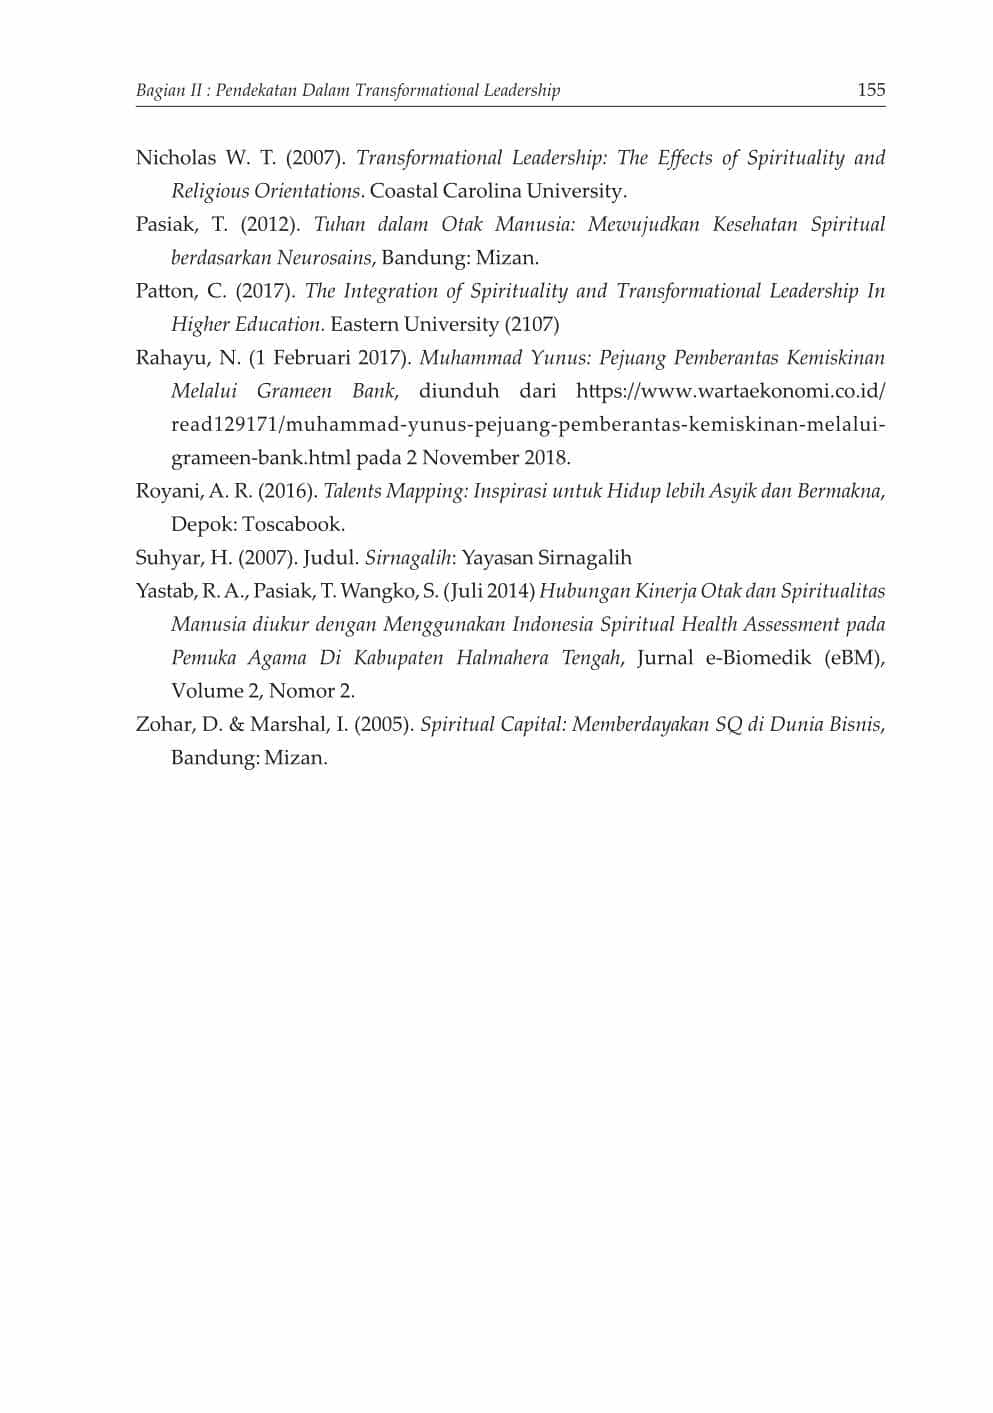 Bagian II : Pendekatan Dalam Transformational Leadership 155
Nicholas W. T. (2007). Transformational Leadership: The Effects of Spirituality and
Religious Orientations. Coastal Carolina University.
Pasiak, T. (2012). Tuhan dalam Otak Manusia: Mewujudkan Kesehatan Spiritual
berdasarkan Neurosains, Bandung: Mizan.
Patton, C. (2017). The Integration of Spirituality and Transformational Leadership In
Higher Education. Eastern University (2107)
Rahayu, N. (1 Februari 2017). Muhammad Yunus: Pejuang Pemberantas Kemiskinan
Melalui Grameen Bank, diunduh dari https://www.wartaekonomi.co.id/
read129171/muhammad-yunus-pejuang-pemberantas-kemiskinan-melalui-
grameen-bank.html pada 2 November 2018.
Royani, A. R. (2016). Talents Mapping: Inspirasi untuk Hidup lebih Asyik dan Bermakna,
Depok: Toscabook.
Suhyar, H. (2007). Judul. Sirnagalih: Yayasan Sirnagalih
Yastab, R. A., Pasiak, T. Wangko, S. (Juli 2014) Hubungan Kinerja Otak dan Spiritualitas
Manusia diukur dengan Menggunakan Indonesia Spiritual Health Assessment pada
Pemuka Agama Di Kabupaten Halmahera Tengah, Jurnal e-Biomedik (eBM),
Volume 2, Nomor 2.
Zohar, D. & Marshal, I. (2005). Spiritual Capital: Memberdayakan SQ di Dunia Bisnis,
Bandung: Mizan.